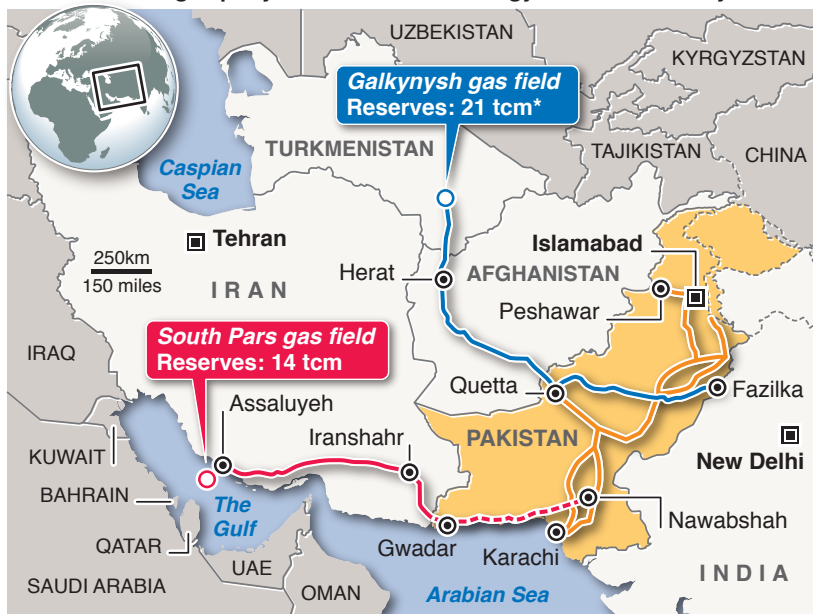 UZBEKISTAN
KYRGYZSTAN
Galkynysh gas field
Reserves: 21 tcm*
TURKMENISTAN
TAJIKISTAN
CHINA
Caspian
Sea
Tehran
Islamabad
250km
150 miles
Herat
AFGHANISTAN
IRAN
Peshawar
South Pars gas field
Reserves: 14 tcm
IRAQ
Quetta
Fazilka
Assaluyeh
Iranshahr
PAKISTAN
KUWAIT
New Delhi
BAHRAIN
The
Gulf
Nawabshah
QATAR
Gwadar
Karachi
UAE
INDIA
SAUDI ARABIA
OMAN
Arabian Sea